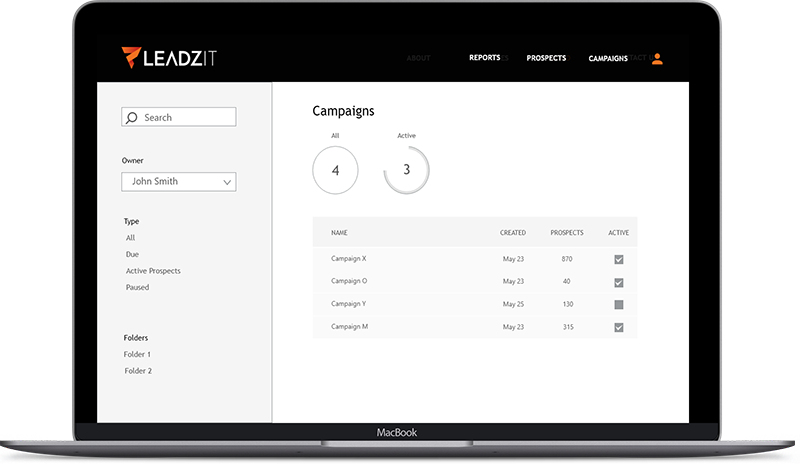 LEADZIT
ABOUT REPORTS PROSPECTS CAMPAIGNS
Search
Owner
John Smith
Type
All
Due
Active Prospects
Paused
Folders
Folder 1
Folder 2
Campaigns
All Active
4 3
NAME CREATED PROSPECTS ACTIVE
Campaign X May 23 870
Campaign O May 23 40
Campaign Y May 25 130
Campaign M May 23 315
MacBook